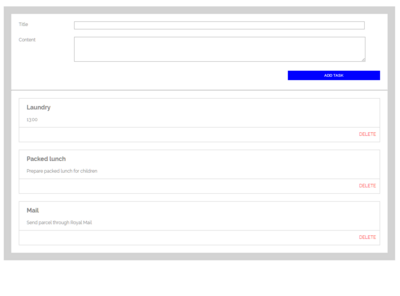 Title
Content
ADD TASK
Laundry
DELETE
Packed lunch
Prepare packed lunch for children
DELETE
Mail
Send parcel through Royal Mail
DELETE